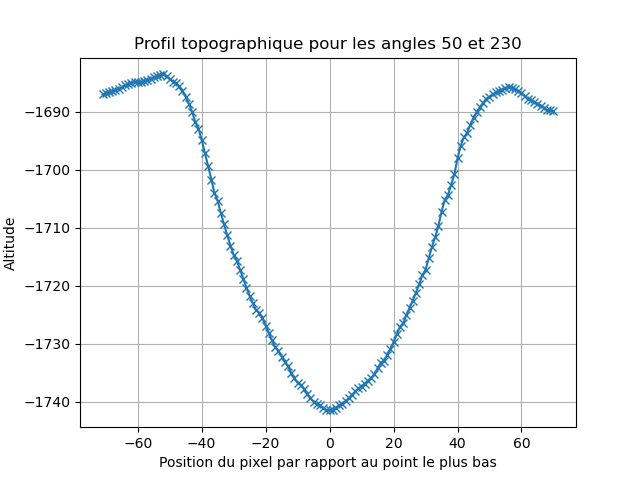 Profil topographique pour les angles 50 et 230
Altitude
−1690
−1700
−1710
−1720
−1730
−1740
−60 −40 −20 0 20 40 60
Position du pixel par rapport au point le plus bas